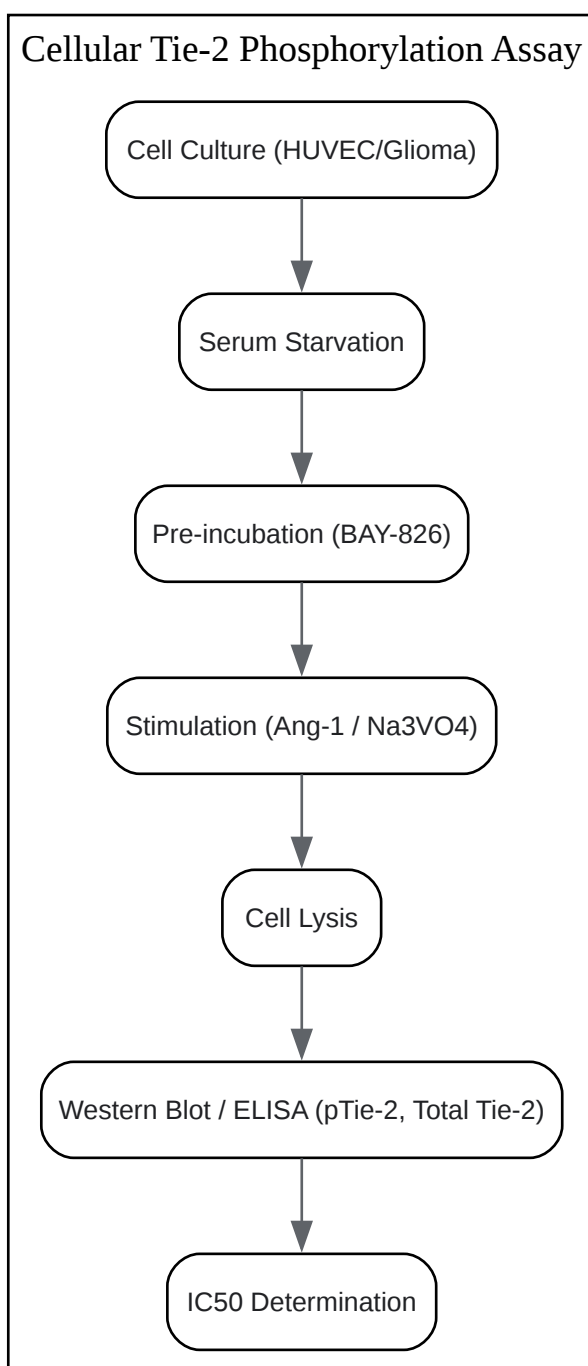 Cellular Tie-2 Phosphorylation Assay
Cell Culture (HUVEC/Glioma)
Serum Starvation
Pre-incubation (BAY-826)
Stimulation (Ang-1 / Na3VO4)
Cell Lysis
Western Blot / ELISA (pTie-2, Total Tie-2)
IC50 Determination